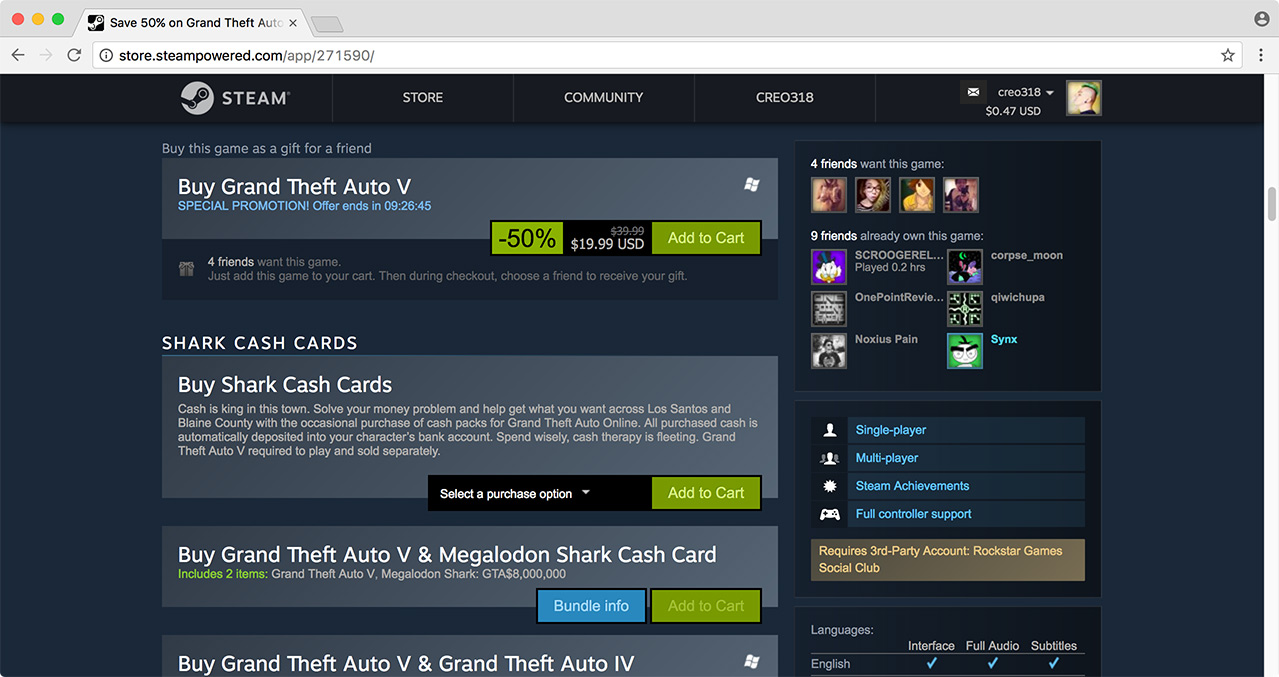 Save 50% on Grand Theft Auto
store.steampowered.com/app/271590/
STEAM®
STORE
COMMUNITY
CREO318
creo318
$0.47 USD
Buy this game as a gift for a friend
Buy Grand Theft Auto V
SPECIAL PROMOTION! Offer ends in 09:26:45
-50%
$39.99
$19.99 USD
Add to Cart
4 friends want this game.
Just add this game to your cart. Then during checkout, choose a friend to receive your gift.
SHARK CASH CARDS
Buy Shark Cash Cards
Cash is king in this town. Solve your money problem and help get what you want across Los Santos and
Blaine County with the occasional purchase of cash packs for Grand Theft Auto Online. All purchased cash is
automatically deposited into your character's bank account. Spend wisely, cash therapy is fleeting. Grand
Theft Auto V required to play and sold separately.
Select a purchase option
Add to Cart
Buy Grand Theft Auto V & Megalodon Shark Cash Card
Includes 2 items: Grand Theft Auto V, Megalodon Shark: GTA$8,000,000
Bundle info
Add to Cart
Buy Grand Theft Auto V & Grand Theft Auto IV
4 friends want this game:
9 friends already own this game:
SCROOGEREL...
Played 0.2 hrs
corpse_moon
OnePointRevie...
qiwichupa
Noxius Pain
Synx
Single-player
Multi-player
Steam Achievements
Full controller support
Requires 3rd-Party Account: Rockstar Games
Social Club
Languages:
Interface Full Audio Subtitles
English